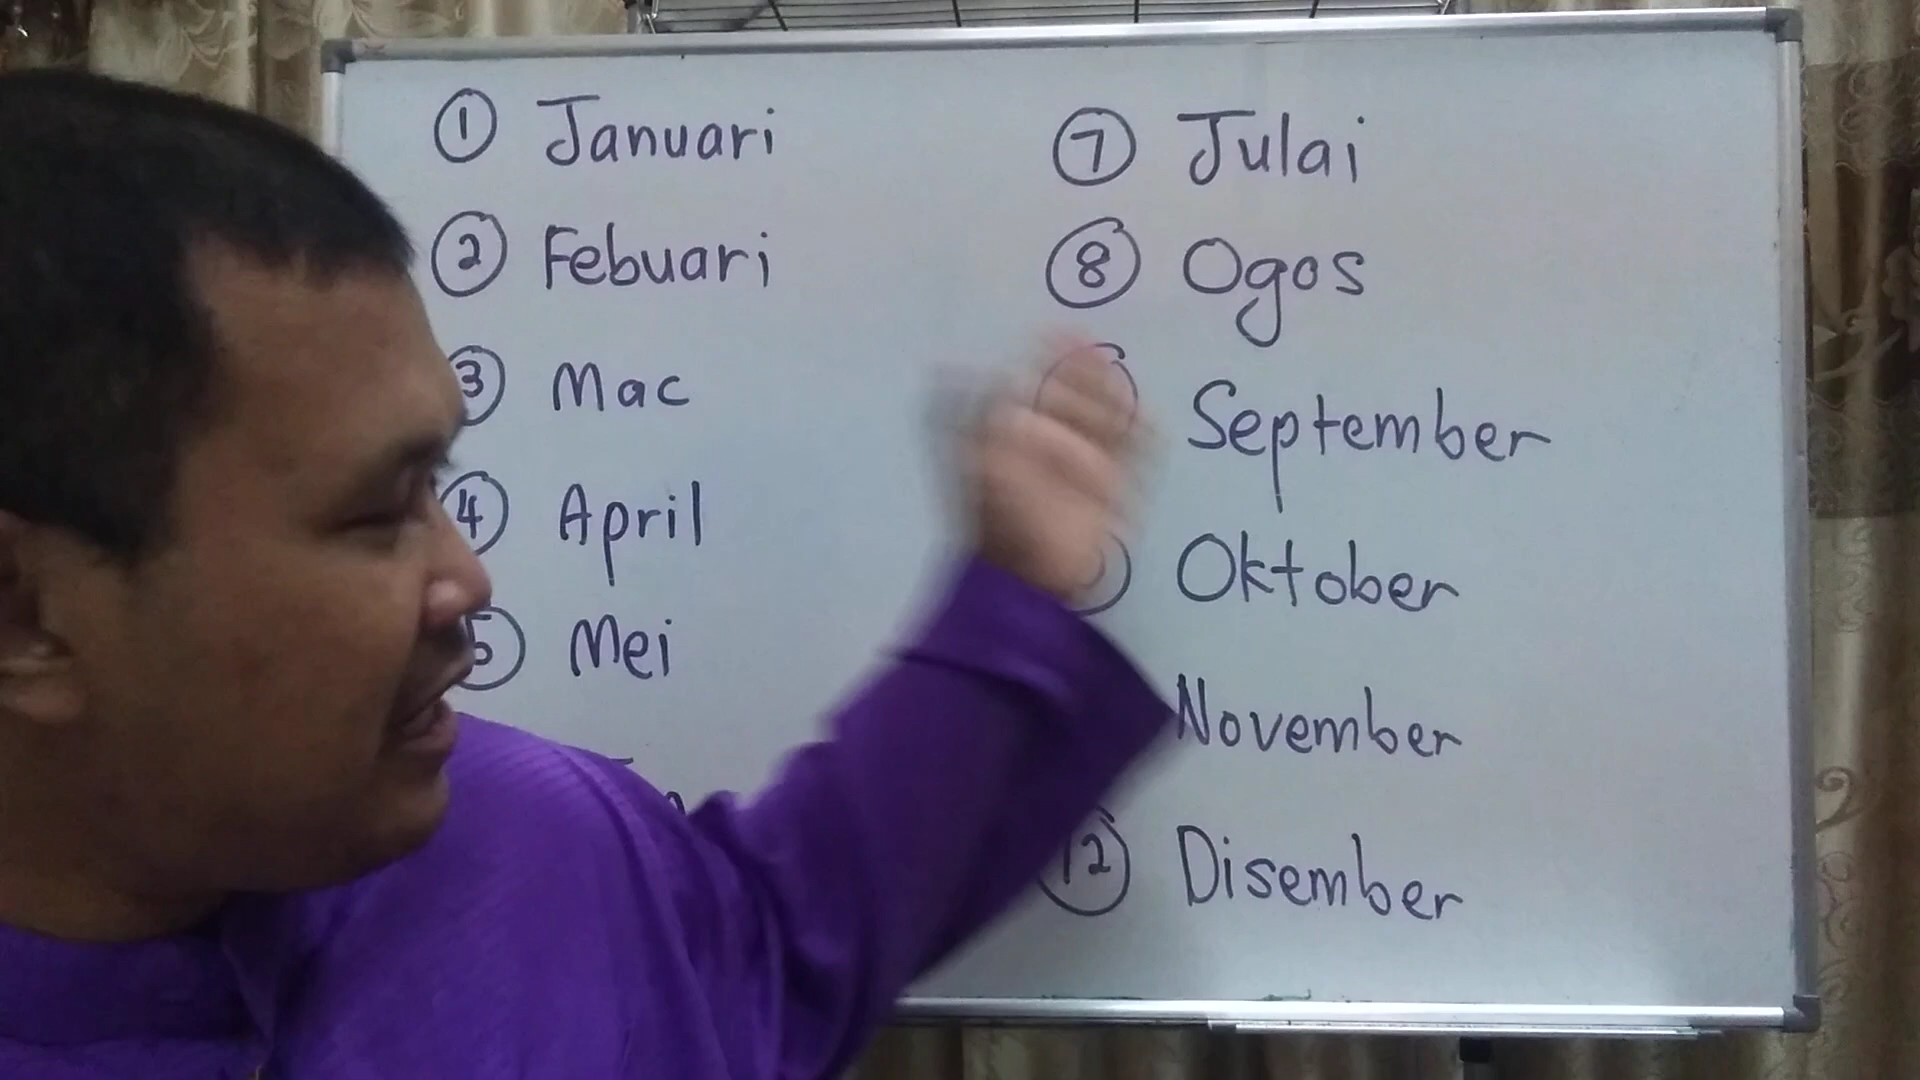 ① Januari
② Febuari
③ Mac
④ April
⑤ Mei
⑦ Julai
⑧ Ogos
September
Oktober
November
⑫ Disember